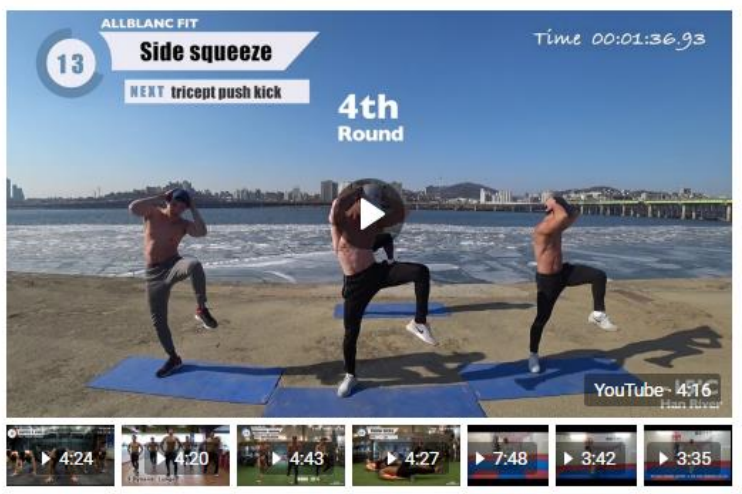 ALLBLANC FIT
13
Side squeeze
NEXT tricept push kick
Time 00:01:36.93
4th
Round
YouTube · 4:16
Han River
4:24
4:20
4:43
4:27
7:48
3:42
3:35